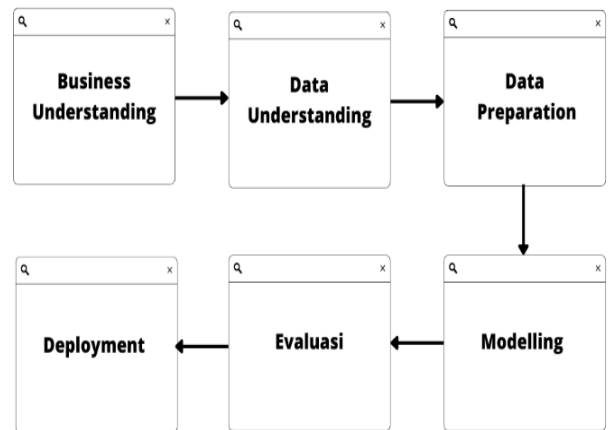 Business
Understanding
Data
Understanding
Data
Preparation
Modelling
Evaluasi
Deployment